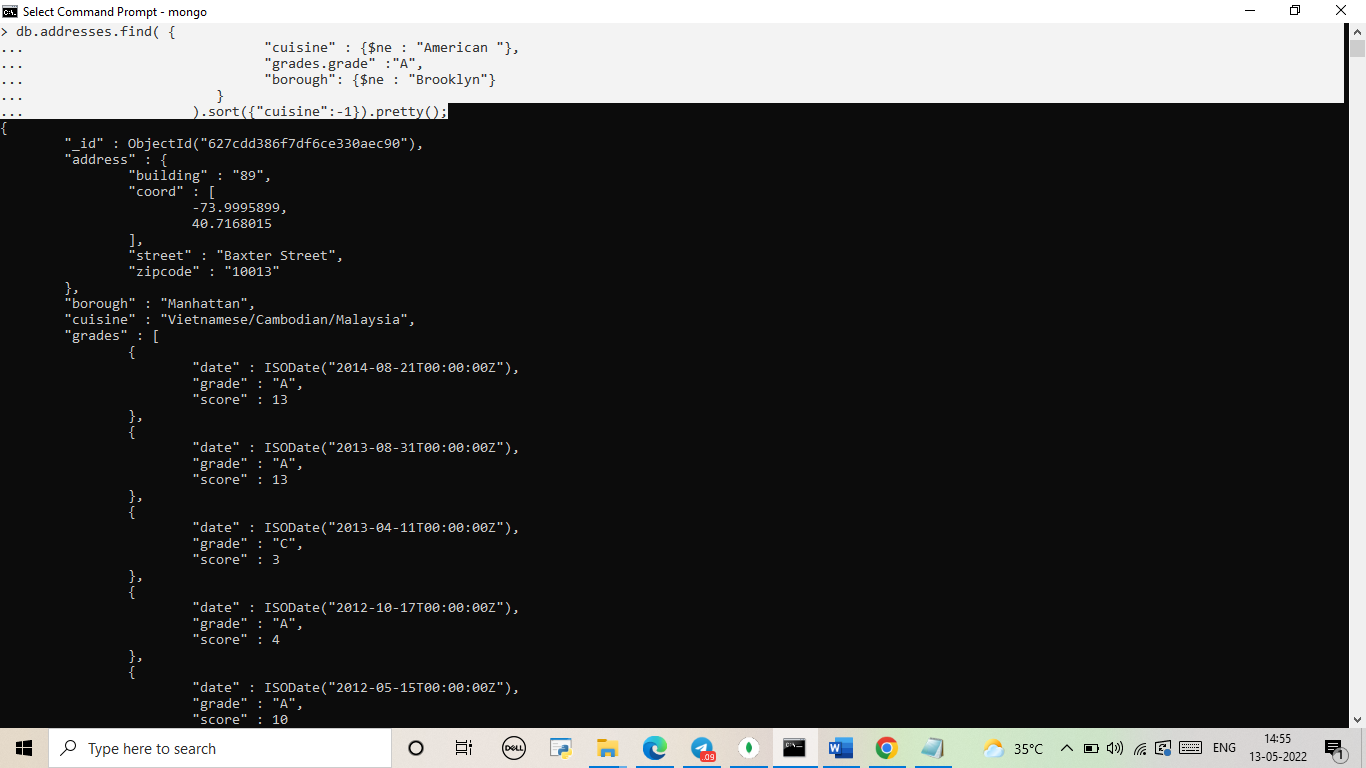 Select Command Prompt - mongo
> db.addresses.find( {
... "cuisine" : {$ne : "American "},
... "grades.grade" :"A",
... "borough": {$ne : "Brooklyn"}
... }
... ).sort({"cuisine":-1}).pretty();
{
"_id" : ObjectId("627cdd386f7df6ce330aec90"),
"address" : {
"building" : "89",
"coord" : [
-73.9995899,
40.7168015
],
"street" : "Baxter Street",
"zipcode" : "10013"
},
"borough" : "Manhattan",
"cuisine" : "Vietnamese/Cambodian/Malaysia",
"grades" : [
{
"date" : ISODate("2014-08-21T00:00:00Z"),
"grade" : "A",
"score" : 13
},
{
"date" : ISODate("2013-08-31T00:00:00Z"),
"grade" : "A",
"score" : 13
},
{
"date" : ISODate("2013-04-11T00:00:00Z"),
"grade" : "C",
"score" : 3
},
{
"date" : ISODate("2012-10-17T00:00:00Z"),
"grade" : "A",
"score" : 4
},
{
"date" : ISODate("2012-05-15T00:00:00Z"),
"grade" : "A",
"score" : 10
Type here to search
DELL
.09
35°C
ENG
14:55
13-05-2022
1